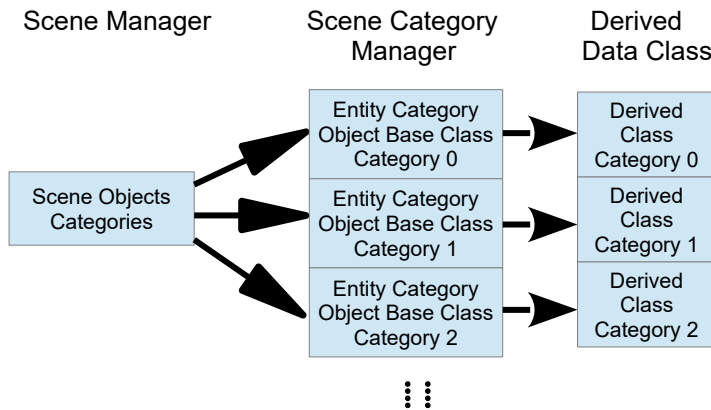 Scene Manager
Scene Category
Manager
Derived
Data Class
Scene Objects
Categories
Entity Category
Object Base Class
Category 0
Entity Category
Object Base Class
Category 1
Entity Category
Object Base Class
Category 2
Derived
Class
Category 0
Derived
Class
Category 1
Derived
Class
Category 2